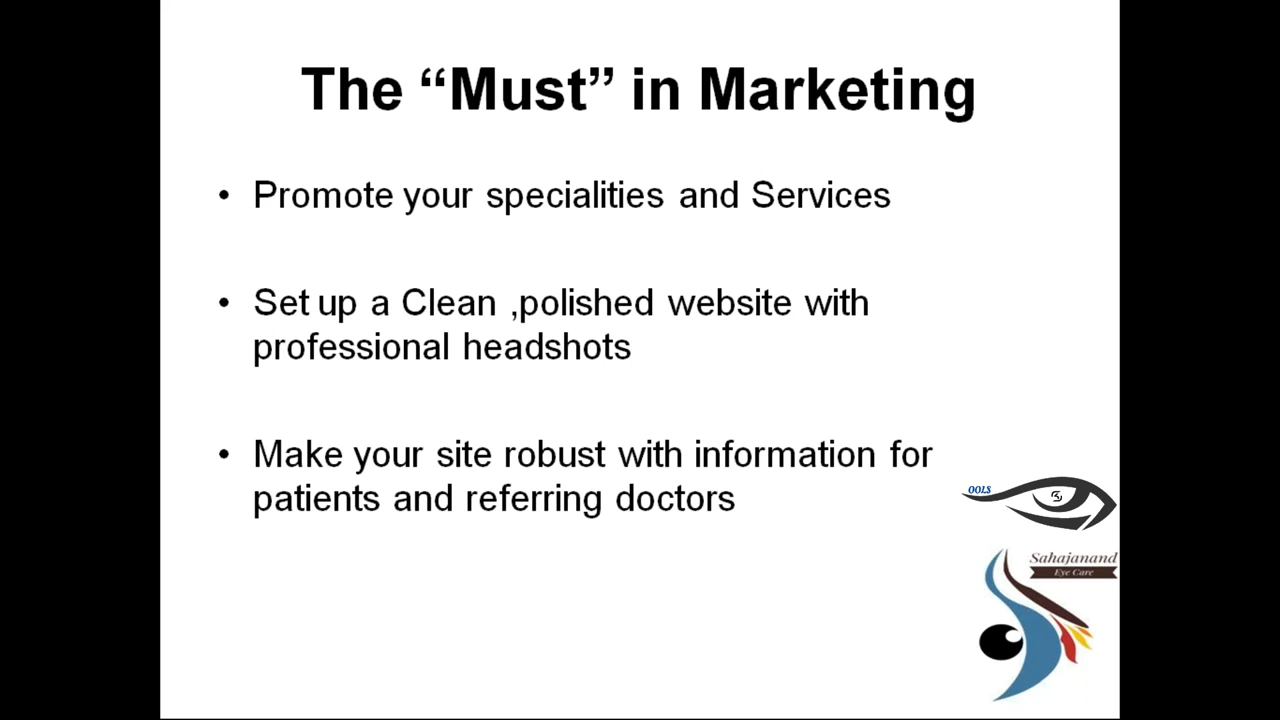 The “Must” in Marketing
• Promote your specialities and Services
• Set up a Clean ,polished website with
professional headshots
• Make your site robust with information for
patients and referring doctors
OOLS
Sahajanand
Eye Care